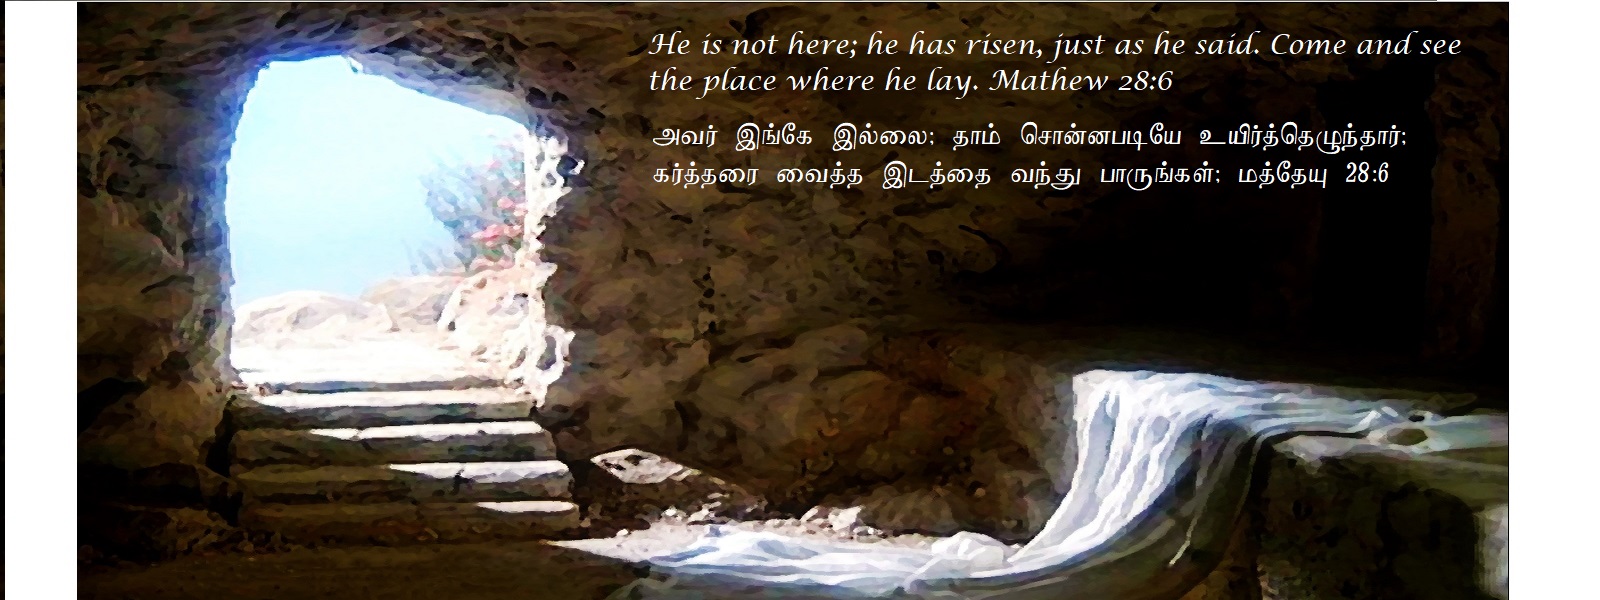 He is not here; he has risen, just as he said. Come and see
the place where he lay. Mathew 28:6
அவர் இங்கே இல்லை; தாம் சொன்னபடியே உயிர்த்தெழுந்தார்;
கர்த்தரை வைத்த இடத்தை வந்து பாருங்கள்; மத்தேயு 28:6